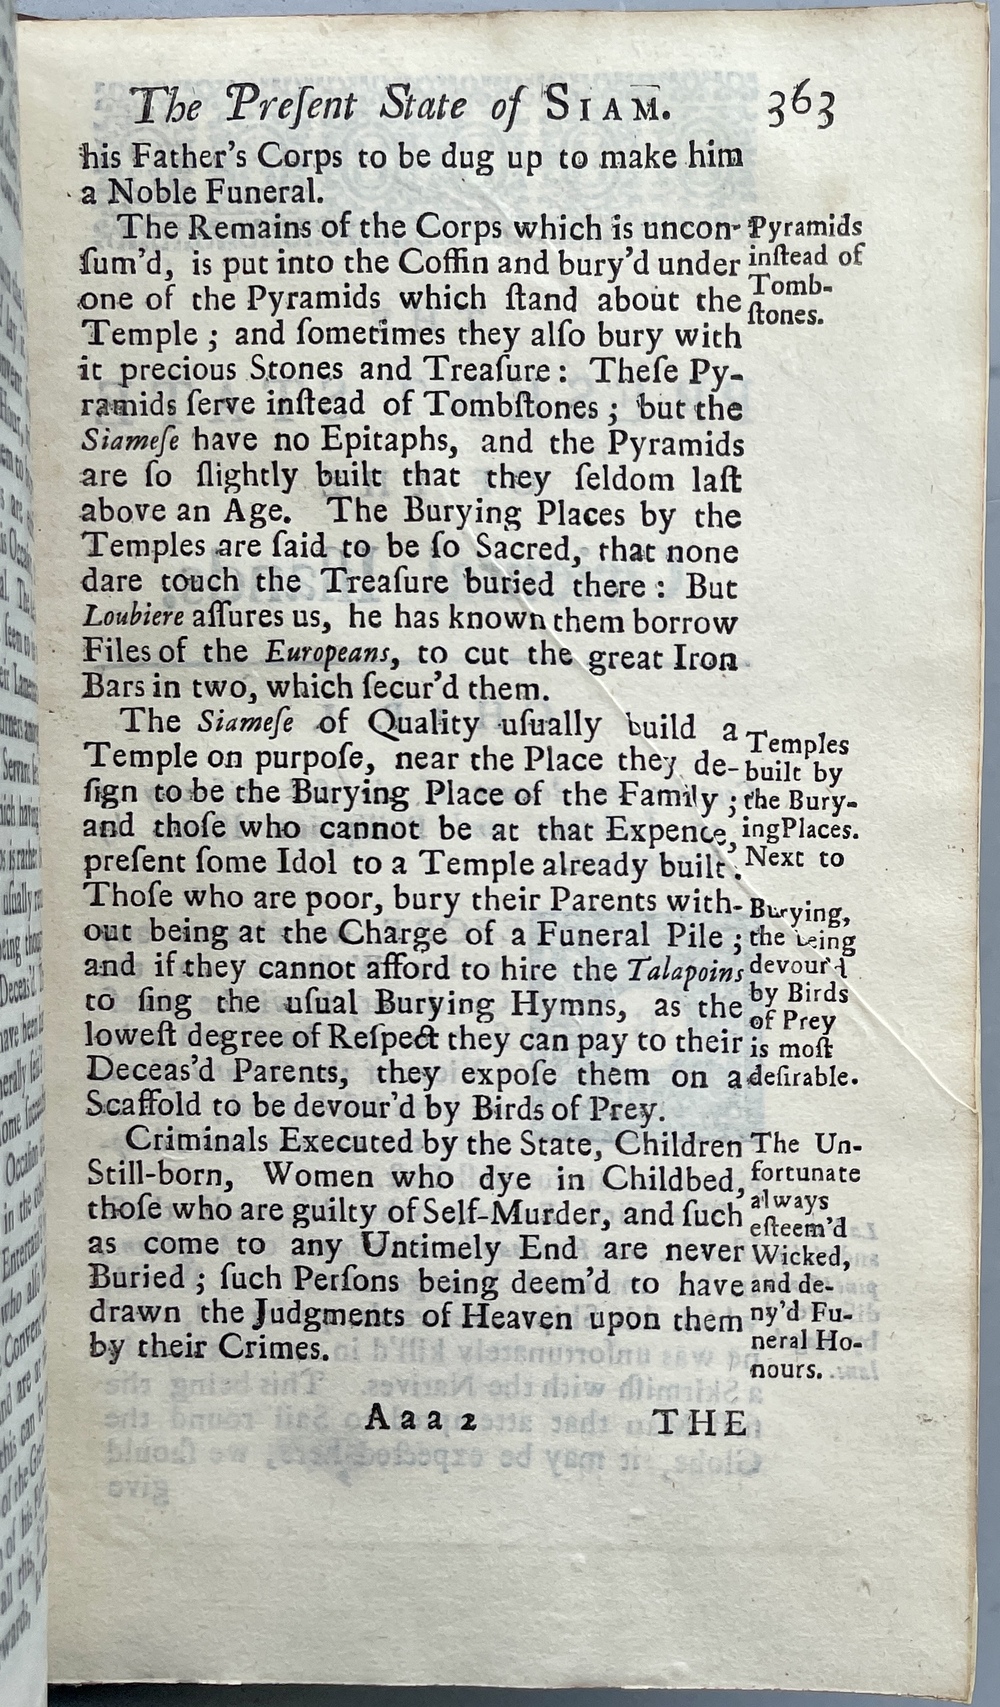 The Preſent State of SIAM. 363
his Father's Corps to be dug up to make him
a Noble Funeral.
The Remains of the Corps which is uncon-
ſum'd, is put into the Coffin and bury'd under
one of the Pyramids which ſtand about the
Temple ; and ſometimes they alſo bury with
it precious Stones and Treaſure : Theſe Py-
ramids ſerve inſtead of Tombſtones ; but the
Siameſe have no Epitaphs, and the Pyramids
are ſo ſlightly built that they ſeldom laſt
above an Age. The Burying Places by the
Temples are ſaid to be ſo Sacred, that none
dare touch the Treaſure buried there : But
Loubiere aſſures us, he has known them borrow
Files of the Europeans, to cut the great Iron
Bars in two, which ſecur'd them.
Pyramids
inſtead of
Tomb-
ſtones.
The Siameſe of Quality uſually build a
Temple on purpoſe, near the Place they de-
ſign to be the Burying Place of the Family ;
and thoſe who cannot be at that Expence,
preſent ſome Idol to a Temple already built.
Thoſe who are poor, bury their Parents with-
out being at the Charge of a Funeral Pile ;
and if they cannot afford to hire the Talapoins
to ſing the uſual Burying Hymns, as the
loweſt degree of Reſpect they can pay to their
Deceas'd Parents, they expoſe them on a
Scaffold to be devour'd by Birds of Prey.
Temples
built by
the Bury-
ing Places.
Next to
Burying,
the being
devour'd
by Birds
of Prey
is moſt
deſirable.
Criminals Executed by the State, Children
Still-born, Women who dye in Childbed,
thoſe who are guilty of Self-Murder, and ſuch
as come to any Untimely End are never
Buried ; ſuch Perſons being deem'd to have
drawn the Judgments of Heaven upon them
by their Crimes.
The Un-
fortunate
always
eſteem'd
Wicked,
and de-
ny'd Fu-
neral Ho-
nours.
Aaa2 THE